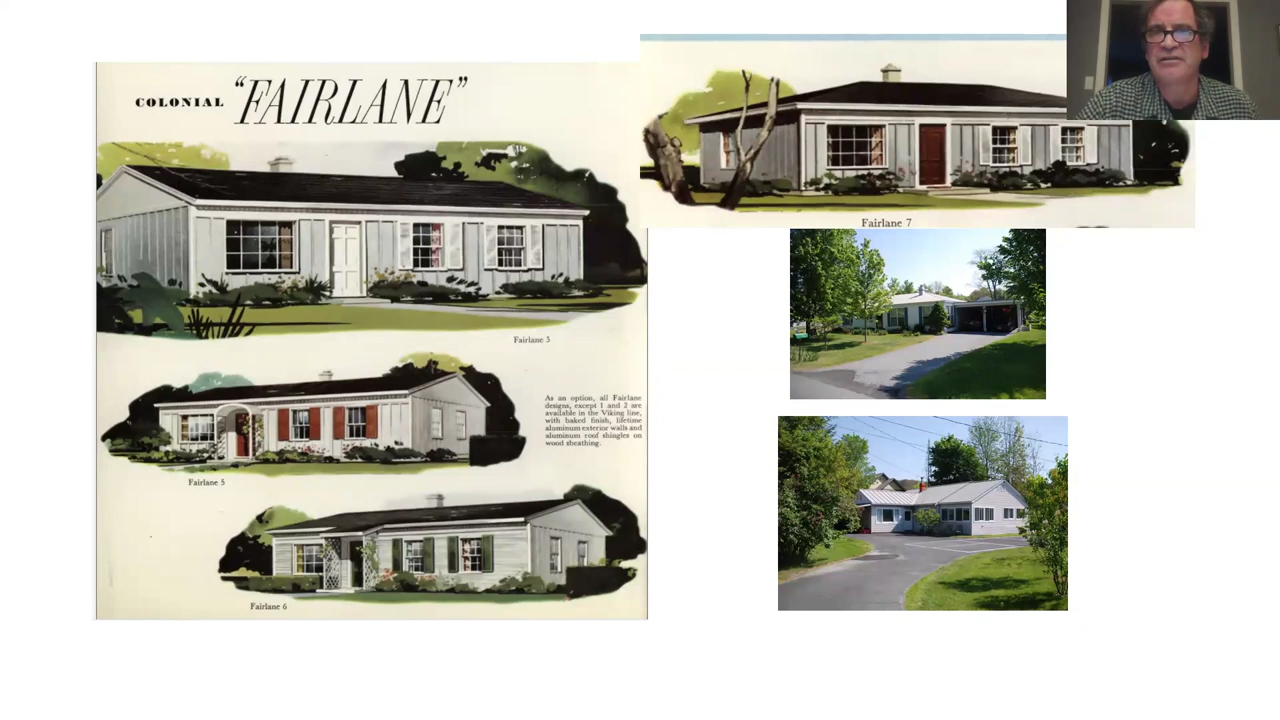 COLONIAL "FAIRLANE"
Fairlane 7
Fairlane 3
As an option, all Fairlane
designs, except 1 and 2 are
available in the Viking line,
with baked finish, lifetime
aluminum exterior walls and
aluminum roof shingles on
wood sheathing.
Fairlane 5
Fairlane 6